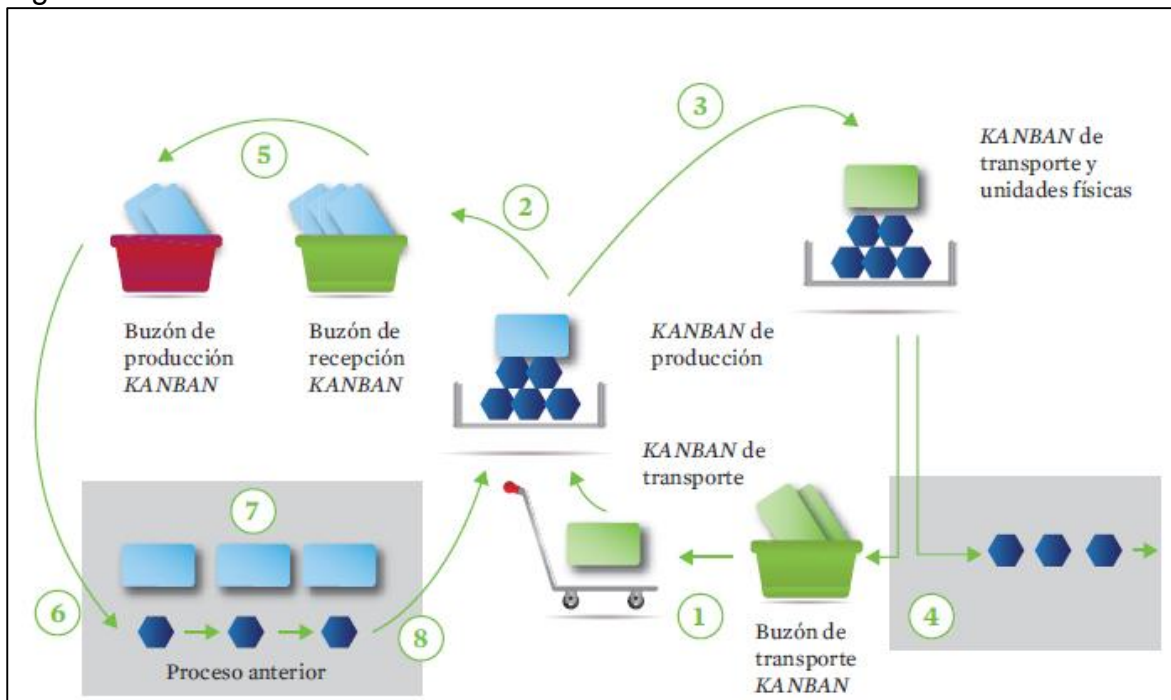 3
KANBAN de
transporte y
unidades físicas
5
2
Buzón de
producción
KANBAN
Buzón de
recepción
KANBAN
KANBAN de
producción
KANBAN de
transporte
7
6
8
1
4
Proceso anterior
Buzón de
transporte
KANBAN